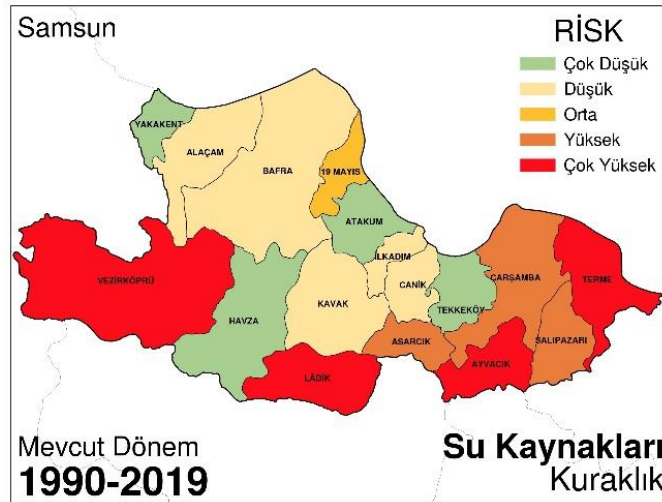 Samsun
RİSK
Çok Düşük
Düşük
Orta
Yüksek
Çok Yüksek
YAKAKENT
ALAÇAM
BAFRA
19 MAYIS
ATAKUM
İLKADIM
CANİK
TEKKEKÖY
ÇARŞAMBA
TERME
VEZİRKÖPRÜ
HAVZA
KAVAK
ASARCIK
SALIPAZARI
LÂDİK
AYVACIK
Mevcut Dönem
1990-2019
Su Kaynakları
Kuraklık